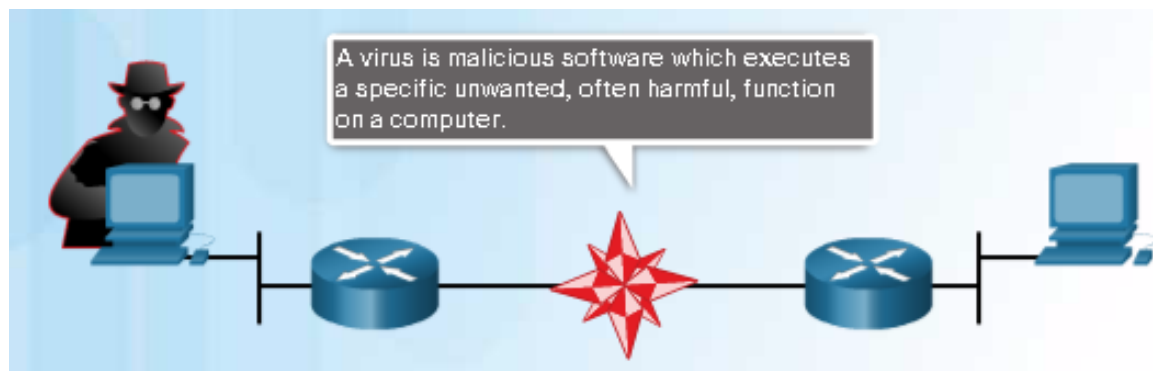 A virus is malicious software which executes
a specific unwanted, often harmful, function
on a computer.